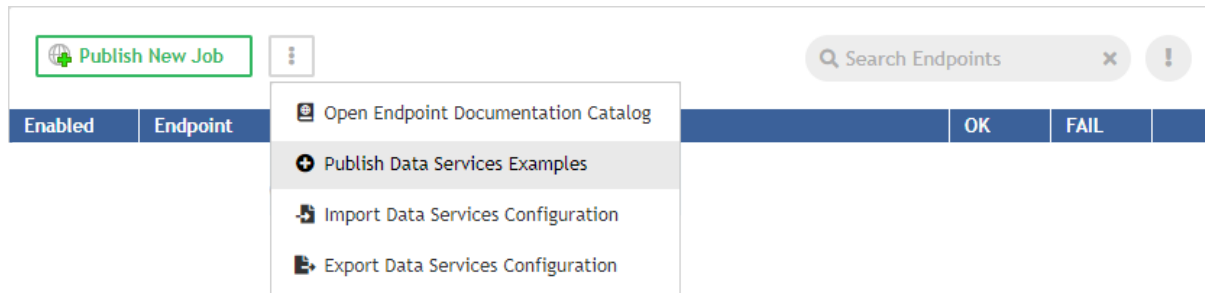 Publish New Job
Search Endpoints
Enabled Endpoint OK FAIL
Open Endpoint Documentation Catalog
Publish Data Services Examples
Import Data Services Configuration
Export Data Services Configuration